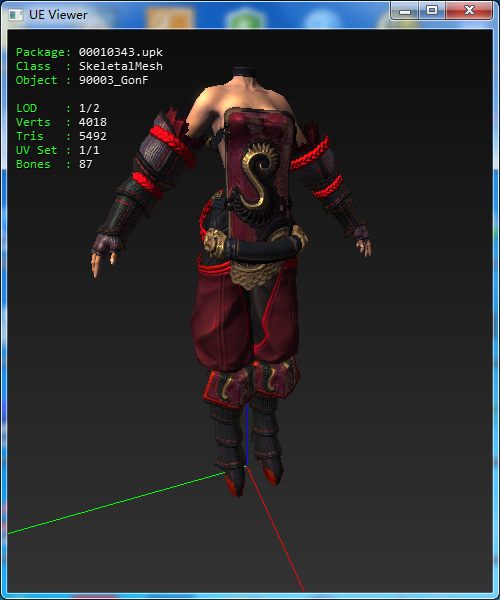 UE Viewer
Package: 00010343.upk
Class : SkeletalMesh
Object : 90003_GonF
LOD : 1/2
Verts : 4018
Tris : 5492
UV Set : 1/1
Bones : 87